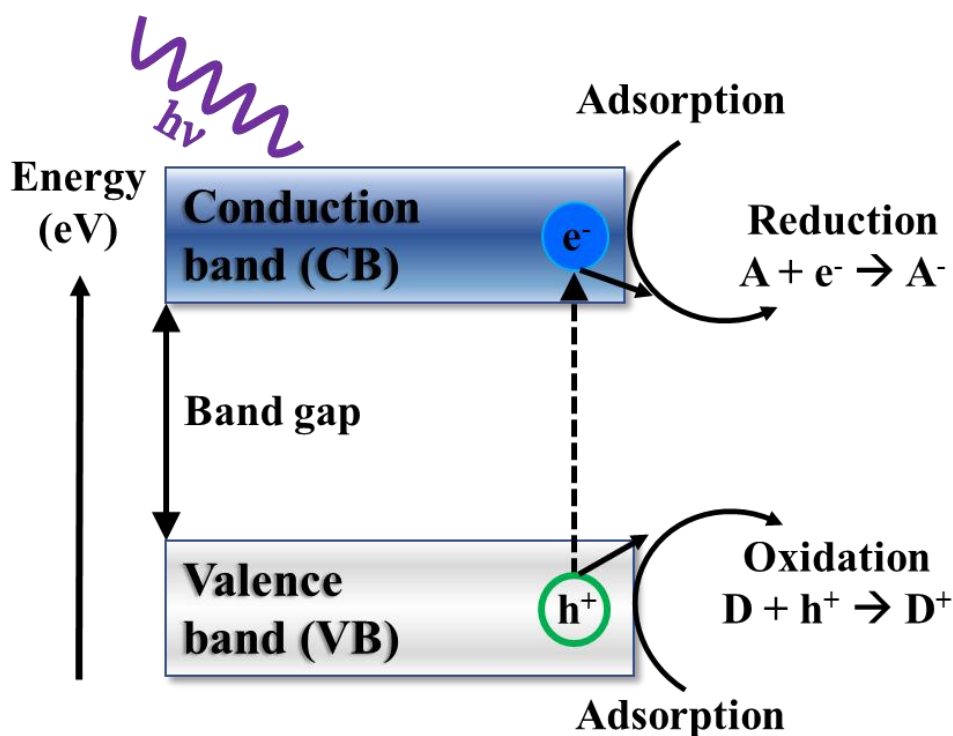 hν
Adsorption
Energy
(eV)
Conduction
band (CB)
e⁻
Reduction
A + e⁻ → A⁻
Band gap
Valence
band (VB)
h⁺
Oxidation
D + h⁺ → D⁺
Adsorption